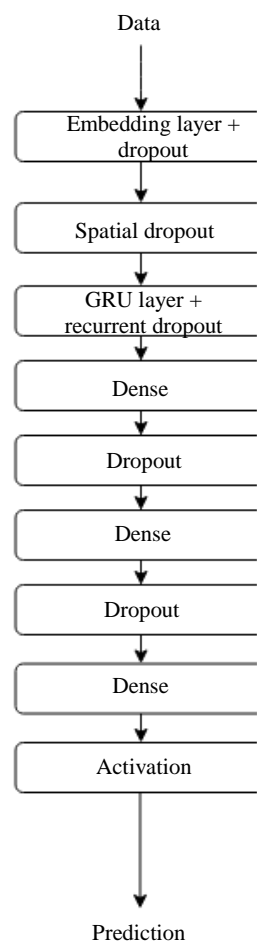 Data
Embedding layer +
dropout
Spatial dropout
GRU layer +
recurrent dropout
Dense
Dropout
Dense
Dropout
Dense
Activation
Prediction